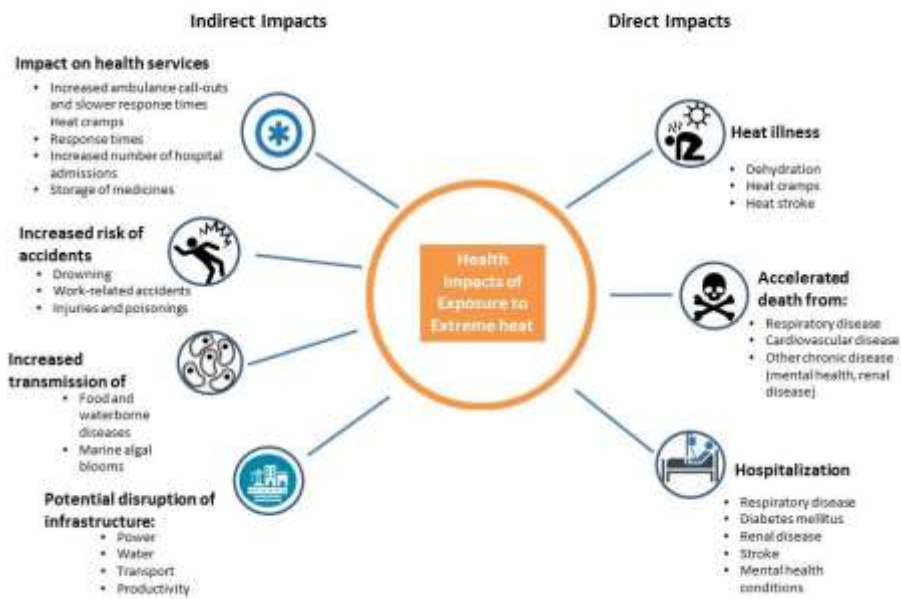 Indirect Impacts
Direct Impacts
Impact on health services
• Increased ambulance call-outs
and slower response times
Heat cramps
• Response times
• Increased number of hospital
admissions
• Storage of medicines
Increased risk of
accidents
• Drowning
• Work-related accidents
• Injuries and poisonings
Increased
transmission of
• Food and
waterborne
diseases
• Marine algal
blooms
Potential disruption of
infrastructure:
• Power
• Water
• Transport
• Productivity
Health
Impacts of
Exposure to
Extreme heat
Heat illness
• Dehydration
• Heat cramps
• Heat stroke
Accelerated
death from:
• Respiratory disease
• Cardiovascular disease
• Other chronic disease
(mental health, renal
disease)
Hospitalization
• Respiratory disease
• Diabetes mellitus
• Renal disease
• Stroke
• Mental health
conditions